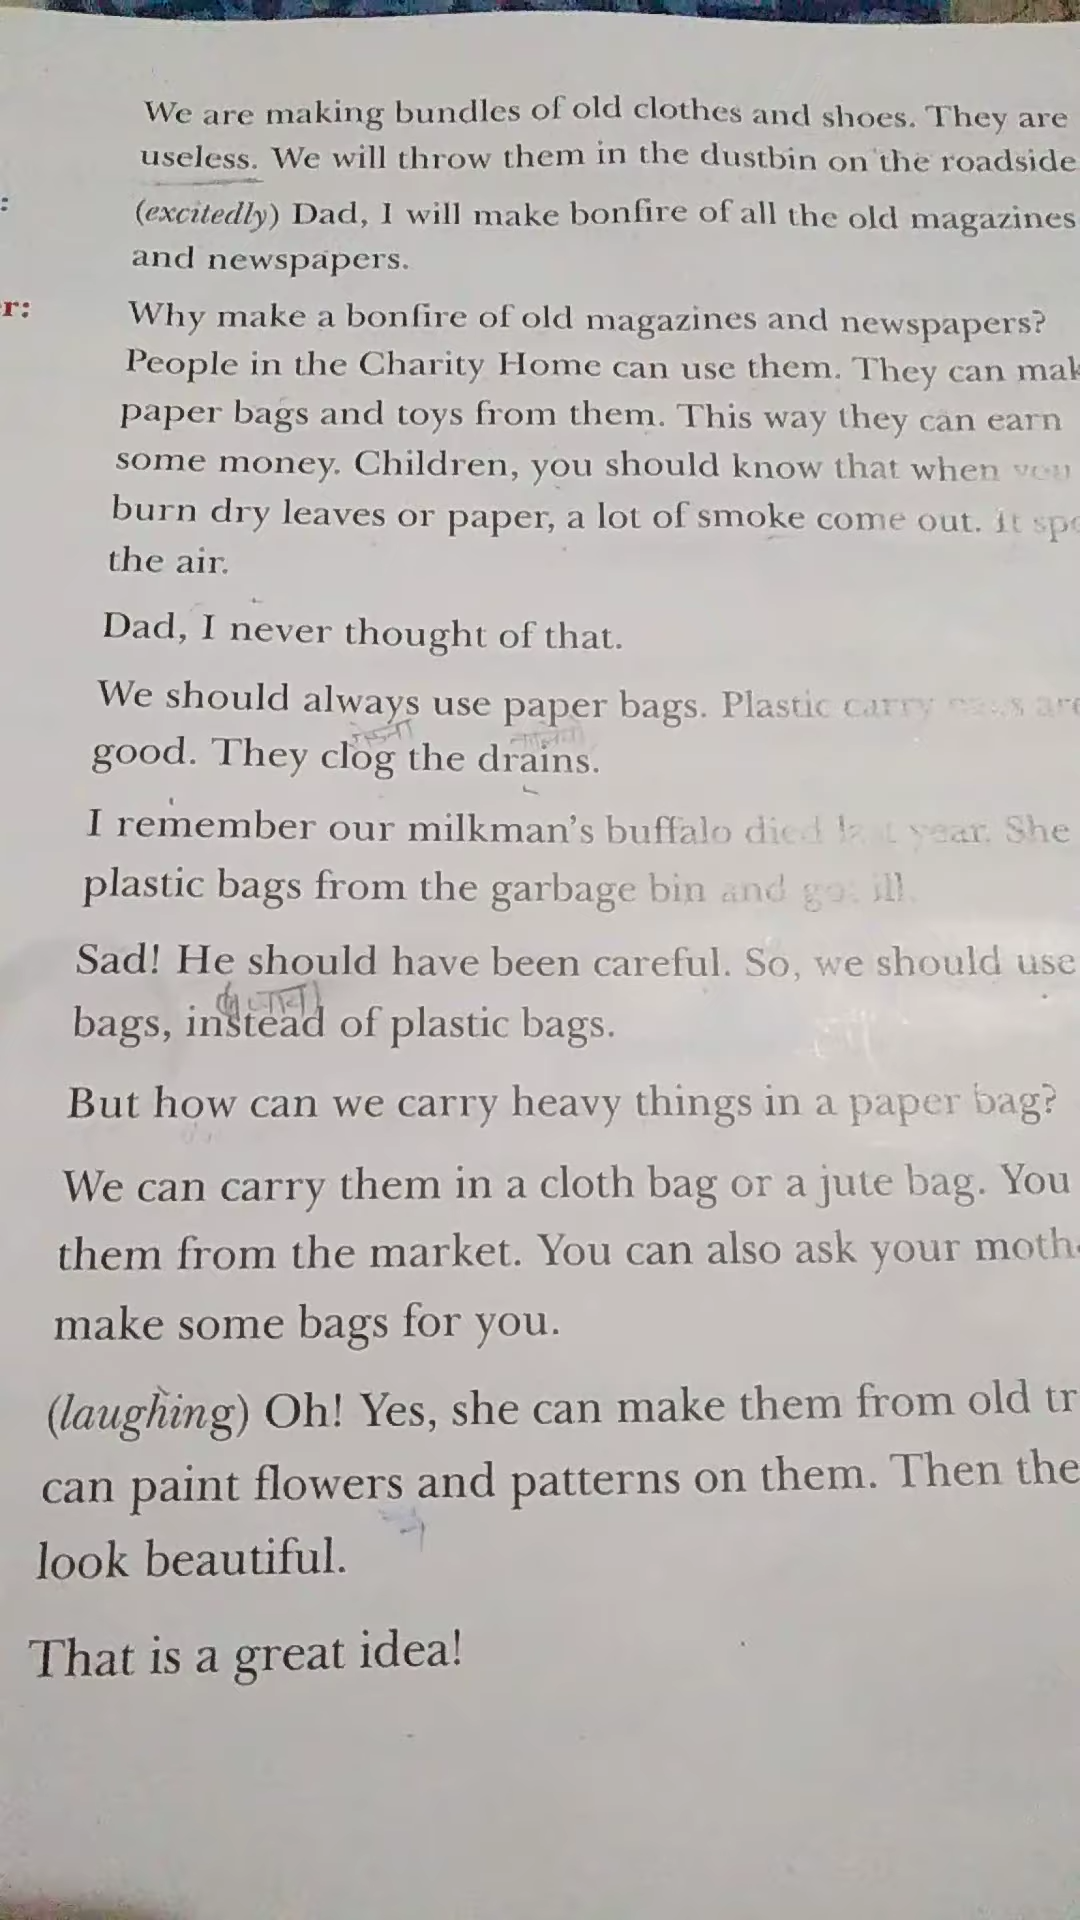 We are making bundles of old clothes and shoes. They are
useless. We will throw them in the dustbin on the roadside
:
(excitedly) Dad, I will make bonfire of all the old magazines
and newspapers.
r: Why make a bonfire of old magazines and newspapers?
People in the Charity Home can use them. They can
paper bags and toys from them. This way they can earn
some money. Children, you should know that when you
burn dry leaves or paper, a lot of smoke come out. It
the air.
Dad, I never thought of that.
We should always use paper bags. Plastic carry
good. They clog the drains.
I remember our milkman's buffalo died last year. She
plastic bags from the garbage bin and got ill.
Sad! He should have been careful. So, we should use
bags, instead of plastic bags.
But how can we carry heavy things in a paper bag?
We can carry them in a cloth bag or a jute bag. You
them from the market. You can also ask your
make some bags for you.
(laughing) Oh! Yes, she can make them from old
can paint flowers and patterns on them. Then
look beautiful.
That is a great idea!